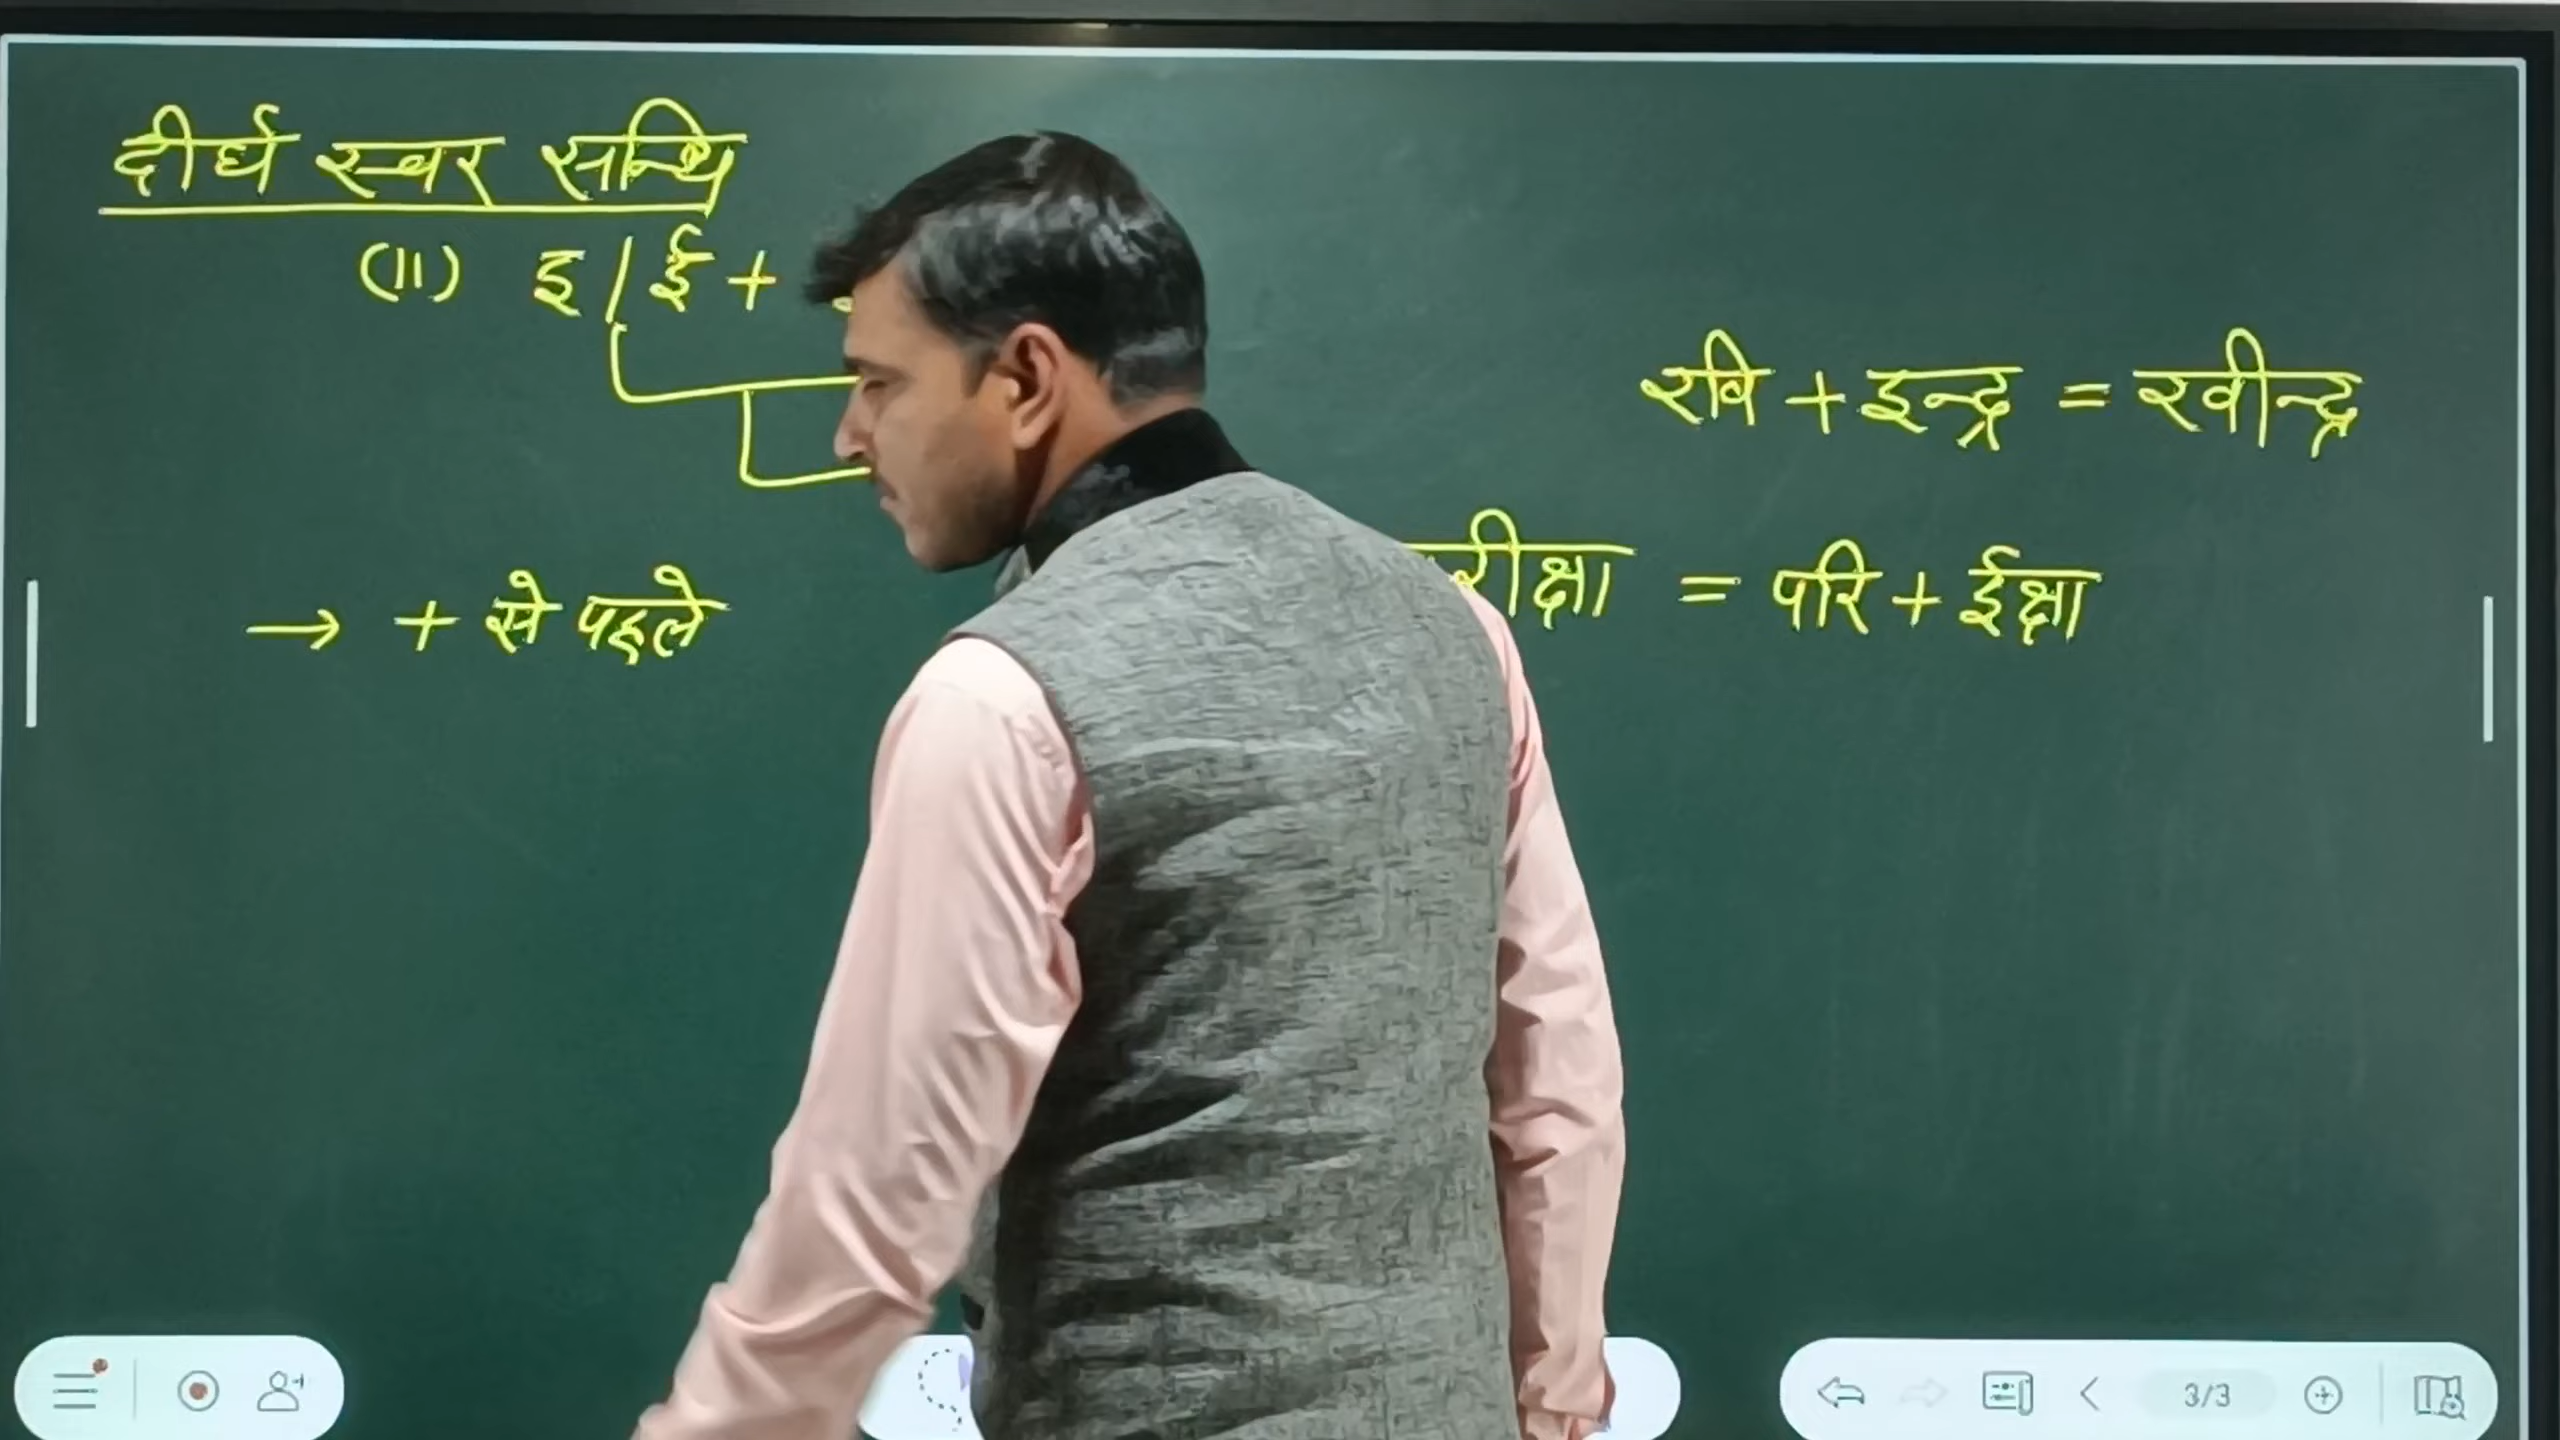 दीर्घ स्वर सन्धि
(II) इ / ई +
रवि + इन्द्र = रवीन्द्र
रीक्षा = परि + ईक्षा
→ + से पहले
3/3